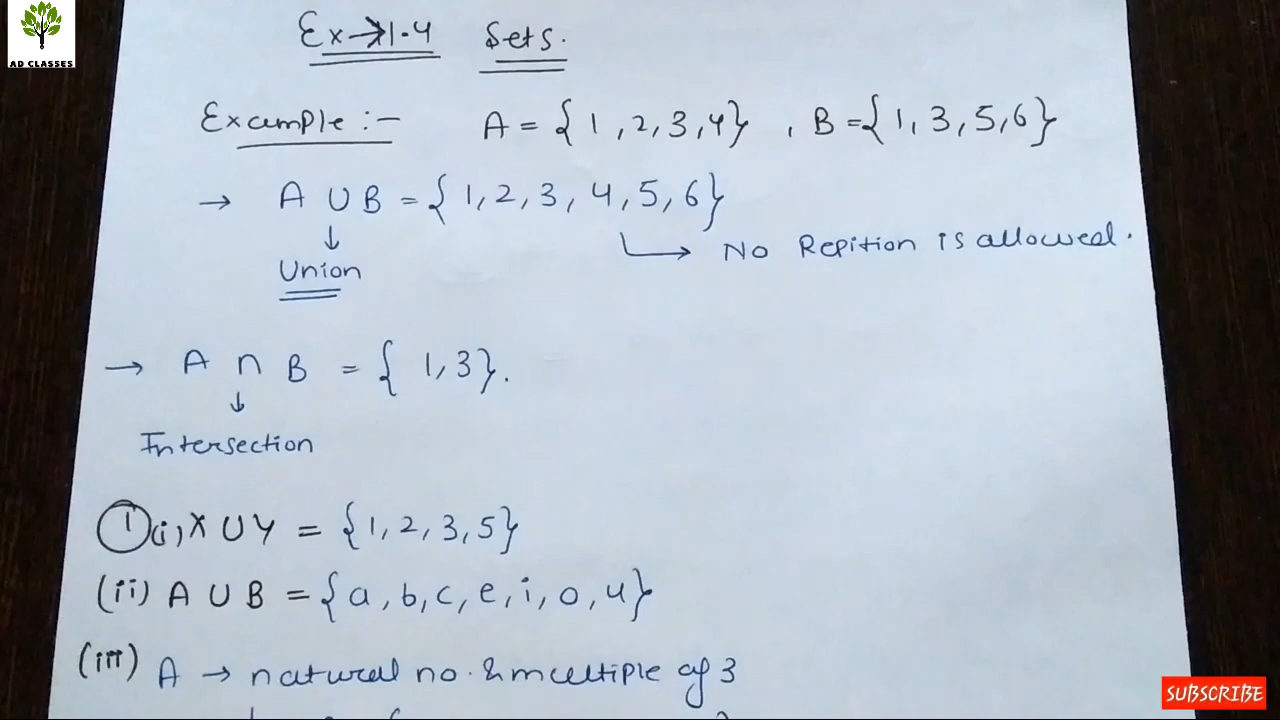 AD CLASSES
Ex→1.4 Sets.
Example :- A = {1, 2, 3, 4} , B = {1, 3, 5, 6}
→ A ∪ B = {1, 2, 3, 4, 5, 6}
↓
Union
→ No Repition is allowed.
→ A ∩ B = {1, 3}.
↓
Intersection
① (i) X ∪ Y = {1, 2, 3, 5}
(ii) A ∪ B = {a, b, c, e, i, o, u}
(iii) A → natural no. & multiple of 3
SUBSCRIBE